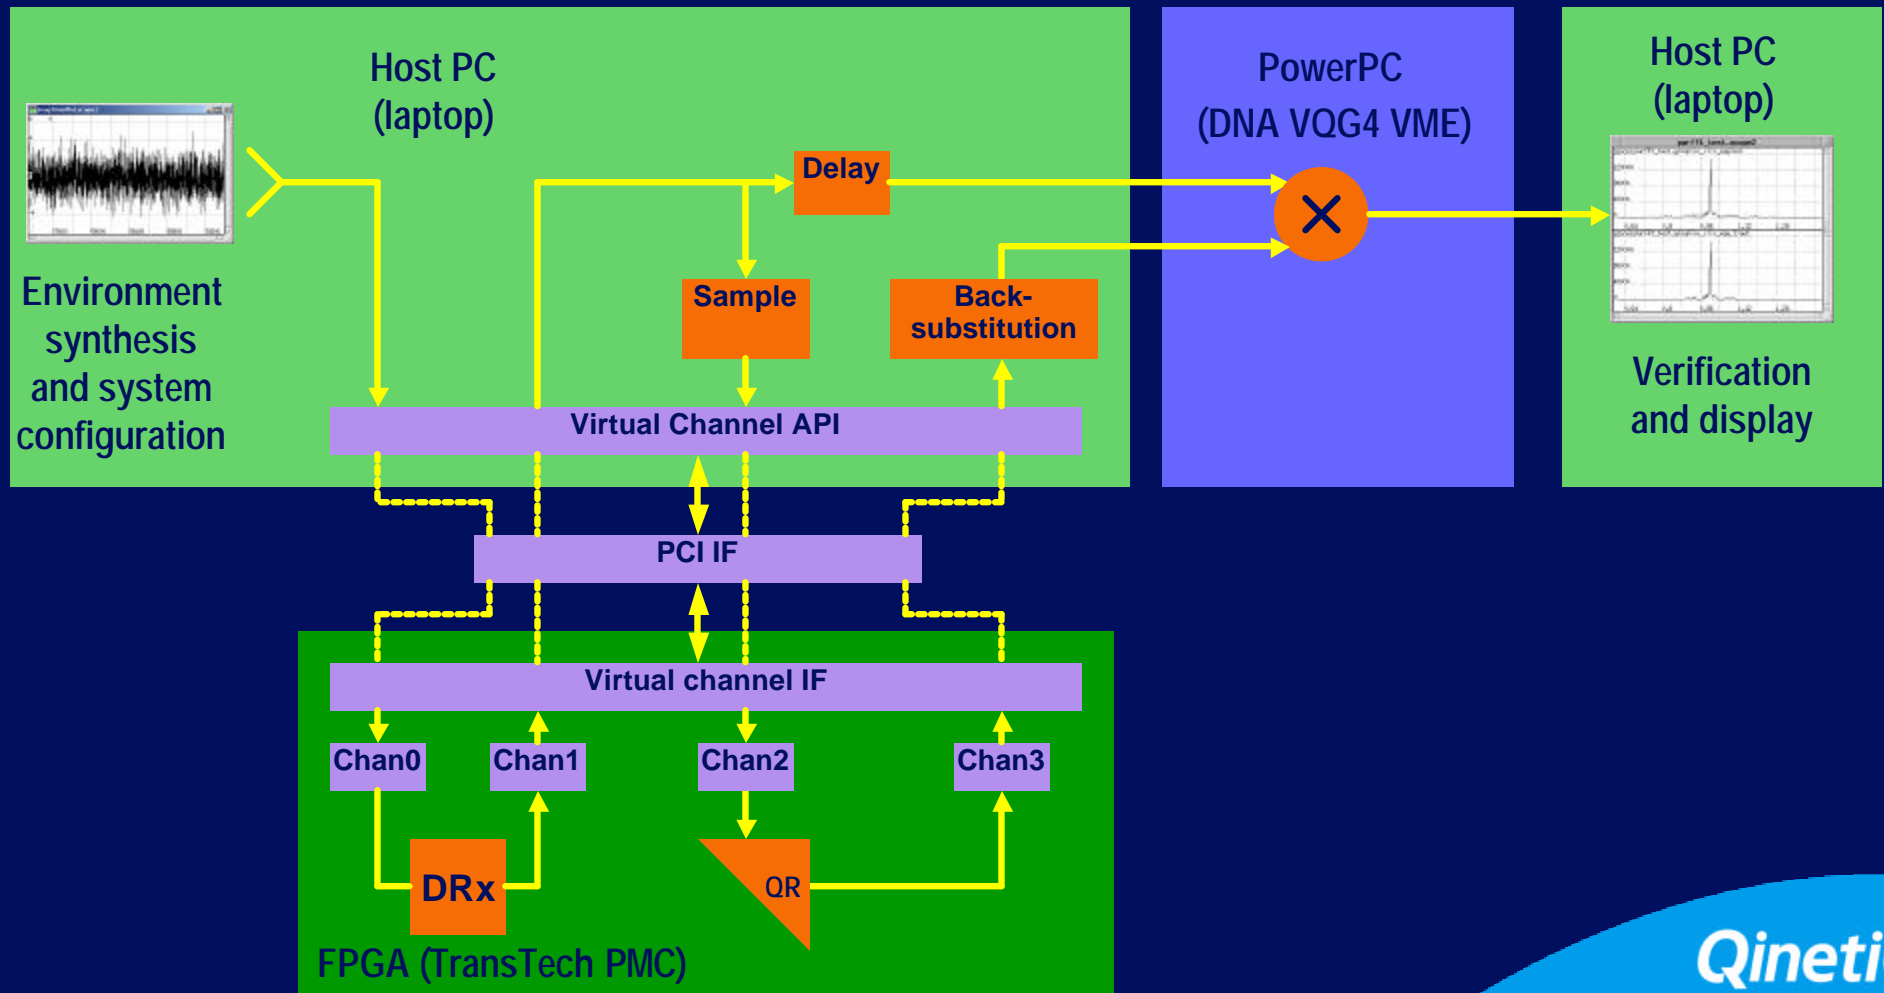 Host PC
(laptop)
PowerPC
(DNA VQG4 VME)
Host PC
(laptop)
Delay
Sample
Back-
substitution
Environment
synthesis
and system
configuration
Verification
and display
Virtual Channel API
PCI IF
Virtual channel IF
Chan0
Chan1
Chan2
Chan3
DRx
QR
FPGA (TransTech PMC)
Qineti